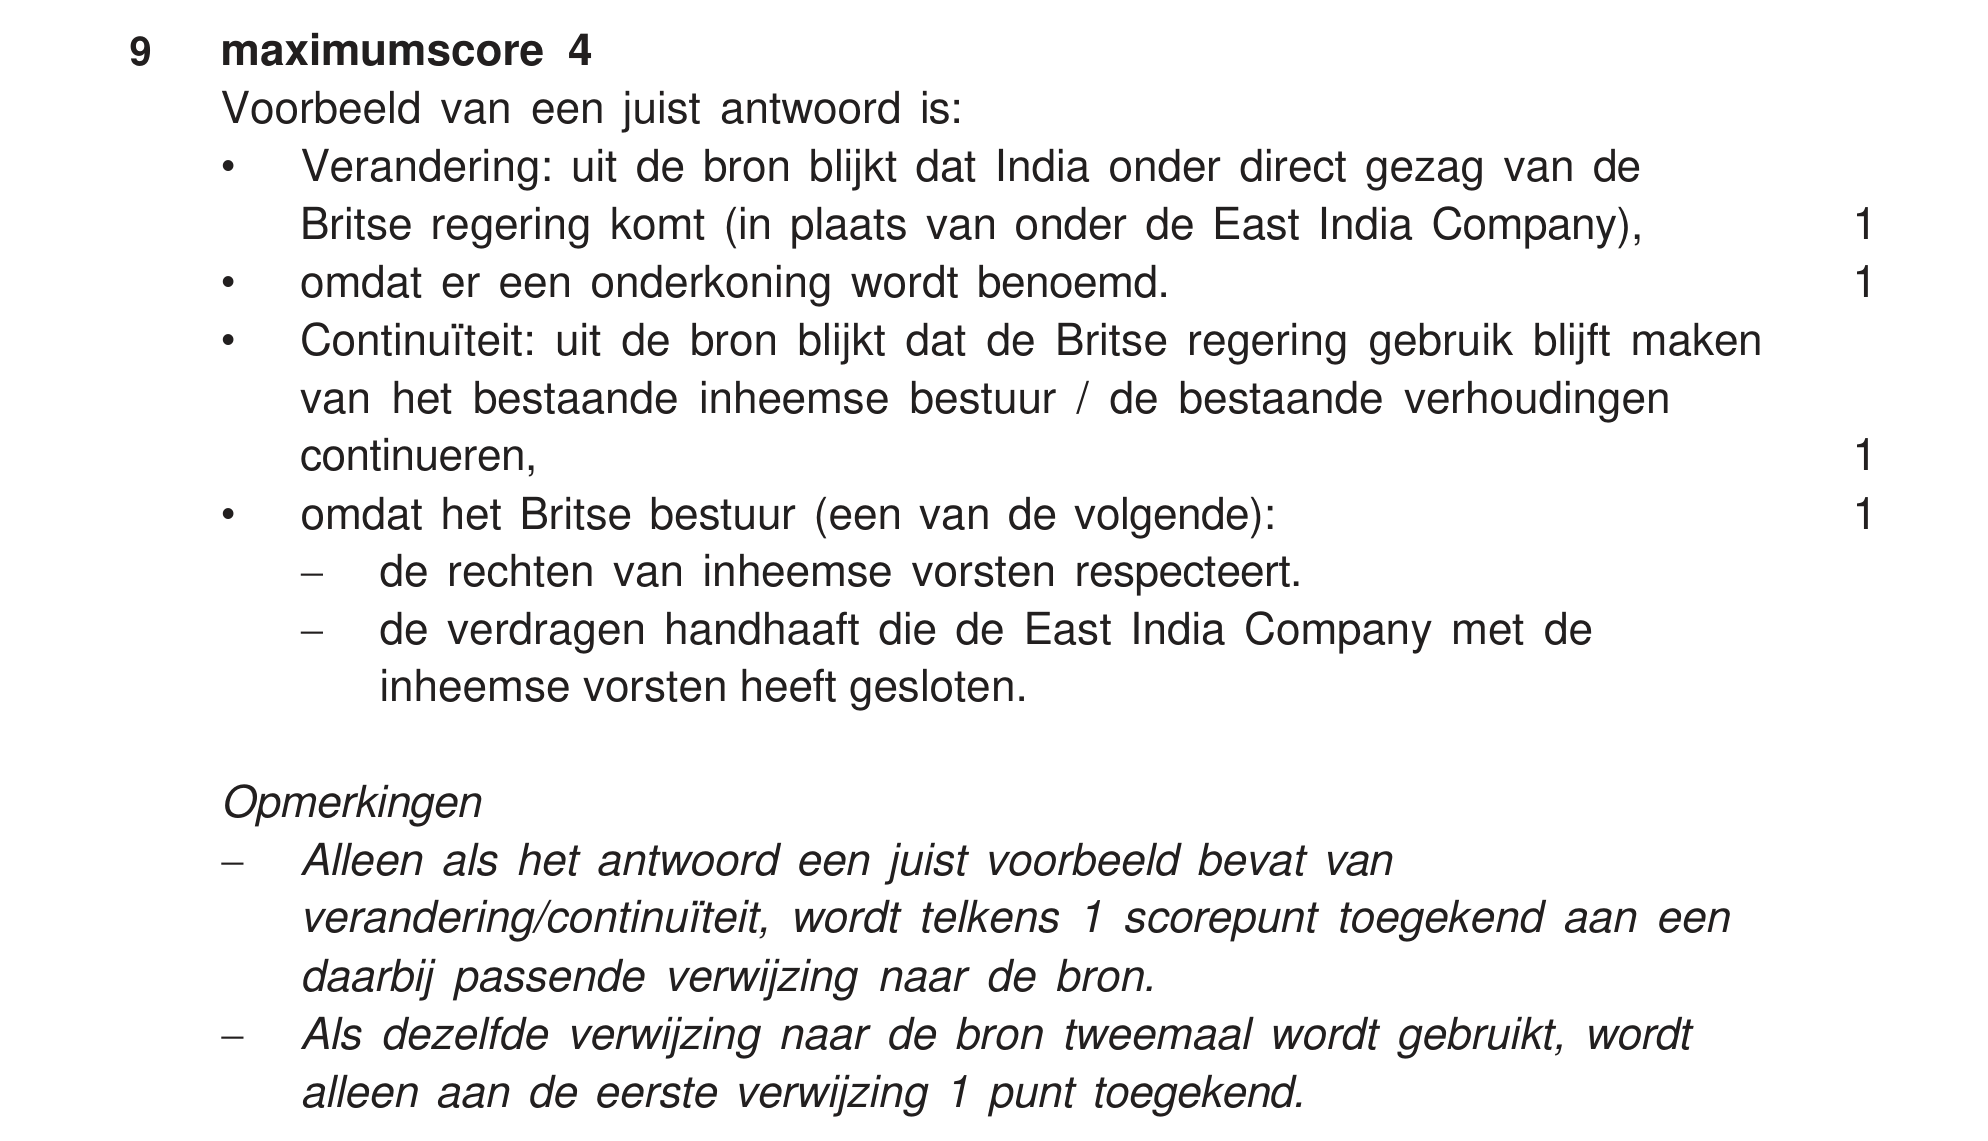 9 maximumscore 4
Voorbeeld van een juist antwoord is:
• Verandering: uit de bron blijkt dat India onder direct gezag van de
Britse regering komt (in plaats van onder de East India Company), 1
• omdat er een onderkoning wordt benoemd. 1
• Continuïteit: uit de bron blijkt dat de Britse regering gebruik blijft maken
van het bestaande inheemse bestuur / de bestaande verhoudingen
continueren, 1
• omdat het Britse bestuur (een van de volgende): 1
– de rechten van inheemse vorsten respecteert.
– de verdragen handhaaft die de East India Company met de
inheemse vorsten heeft gesloten.
Opmerkingen
– Alleen als het antwoord een juist voorbeeld bevat van
verandering/continuïteit, wordt telkens 1 scorepunt toegekend aan een
daarbij passende verwijzing naar de bron.
– Als dezelfde verwijzing naar de bron tweemaal wordt gebruikt, wordt
alleen aan de eerste verwijzing 1 punt toegekend.